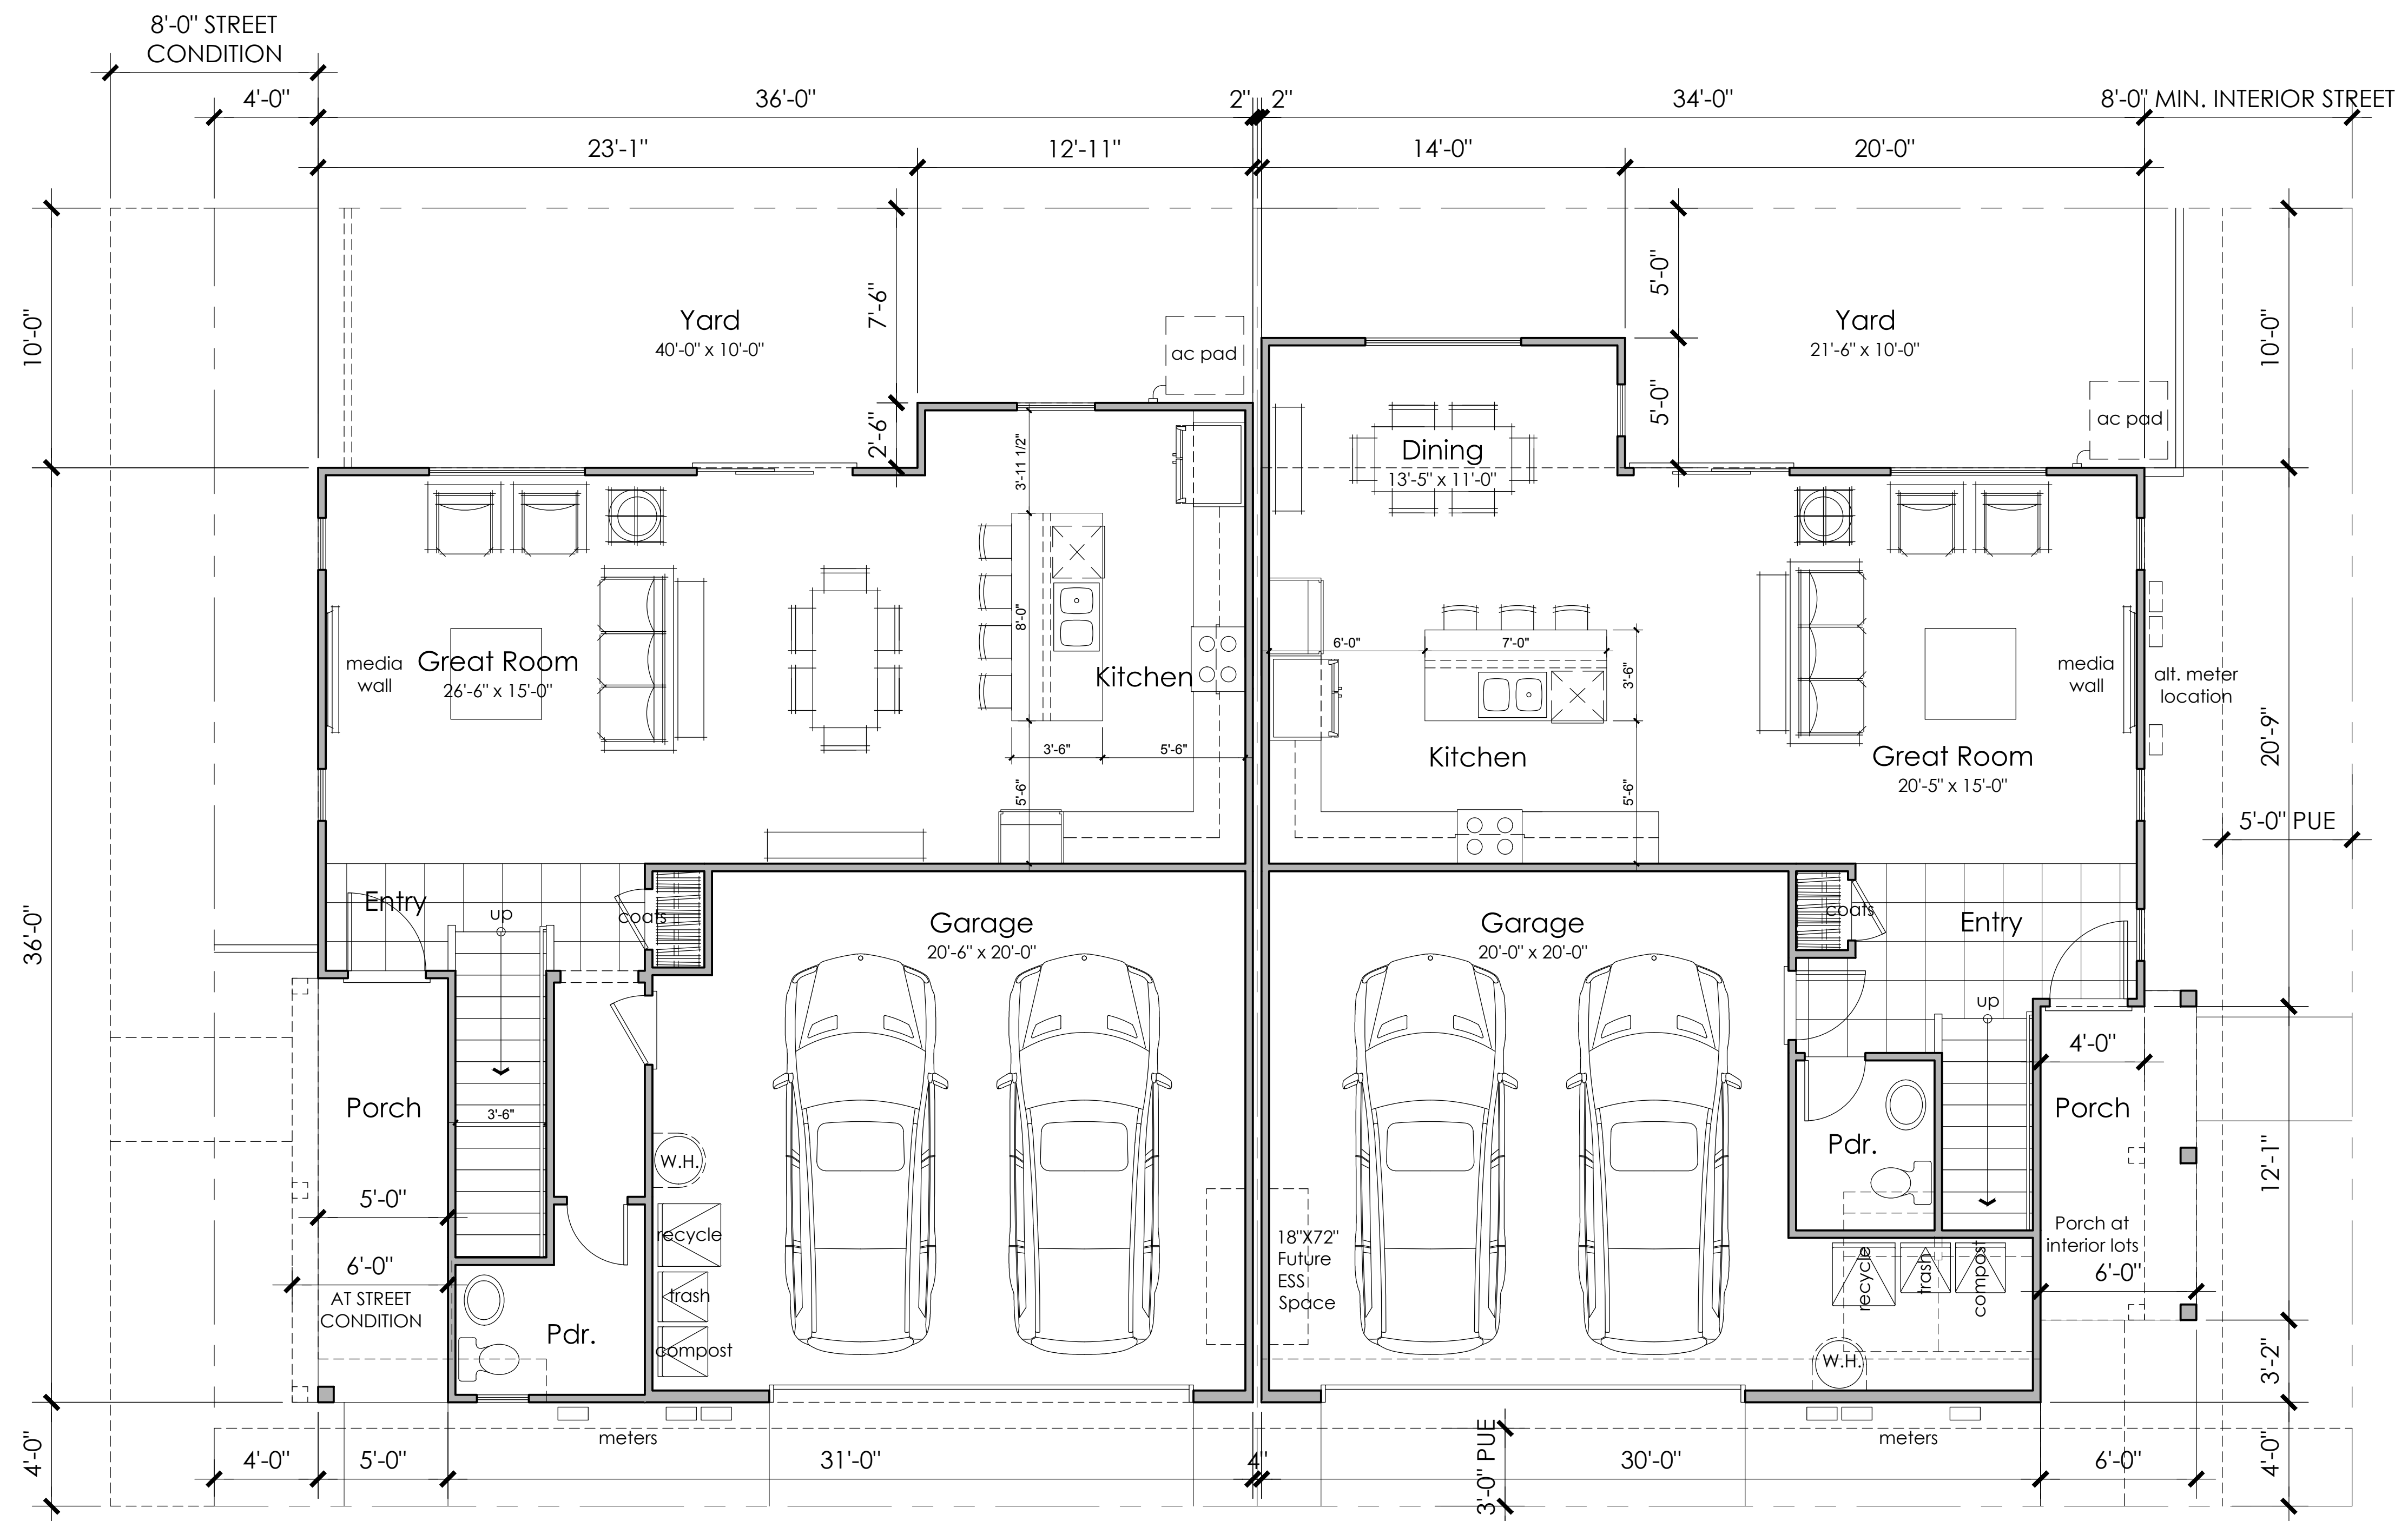 8'-0" STREET
CONDITION
4'-0"
36'-0"
2"
2"
34'-0"
8'-0" MIN. INTERIOR STREET
23'-1"
12'-11"
14'-0"
20'-0"
10'-0"
7'-6"
2'-6"
5'-0"
5'-0"
10'-0"
Yard
40'-0" x 10'-0"
ac pad
Yard
21'-6" x 10'-0"
ac pad
3'-11 1/2"
Dining
13'-5" x 11'-0"
8'-0"
media
wall
Great Room
26'-6" x 15'-0"
Kitchen
3'-6"
5'-6"
5'-6"
6'-0"
7'-0"
3'-6"
Kitchen
5'-6"
media
wall
alt. meter
location
Great Room
20'-5" x 15'-0"
20'-9"
5'-0" PUE
36'-0"
Entry
up
coats
Garage
20'-6" x 20'-0"
Garage
20'-0" x 20'-0"
coats
Entry
up
4'-0"
Porch
3'-6"
W.H.
Pdr.
Porch
12'-1"
5'-0"
recycle
18"X72"
Future
ESS
Space
Porch at
interior lots
6'-0"
6'-0"
AT STREET
CONDITION
trash
recycle
trash
compost
Pdr.
compost
W.H.
3'-2"
meters
meters
4'-0"
4'-0"
5'-0"
31'-0"
4"
3'-0" PUE
30'-0"
6'-0"
4'-0"